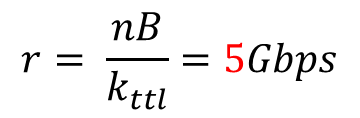 r = nB / k_ttl = 5Gbps